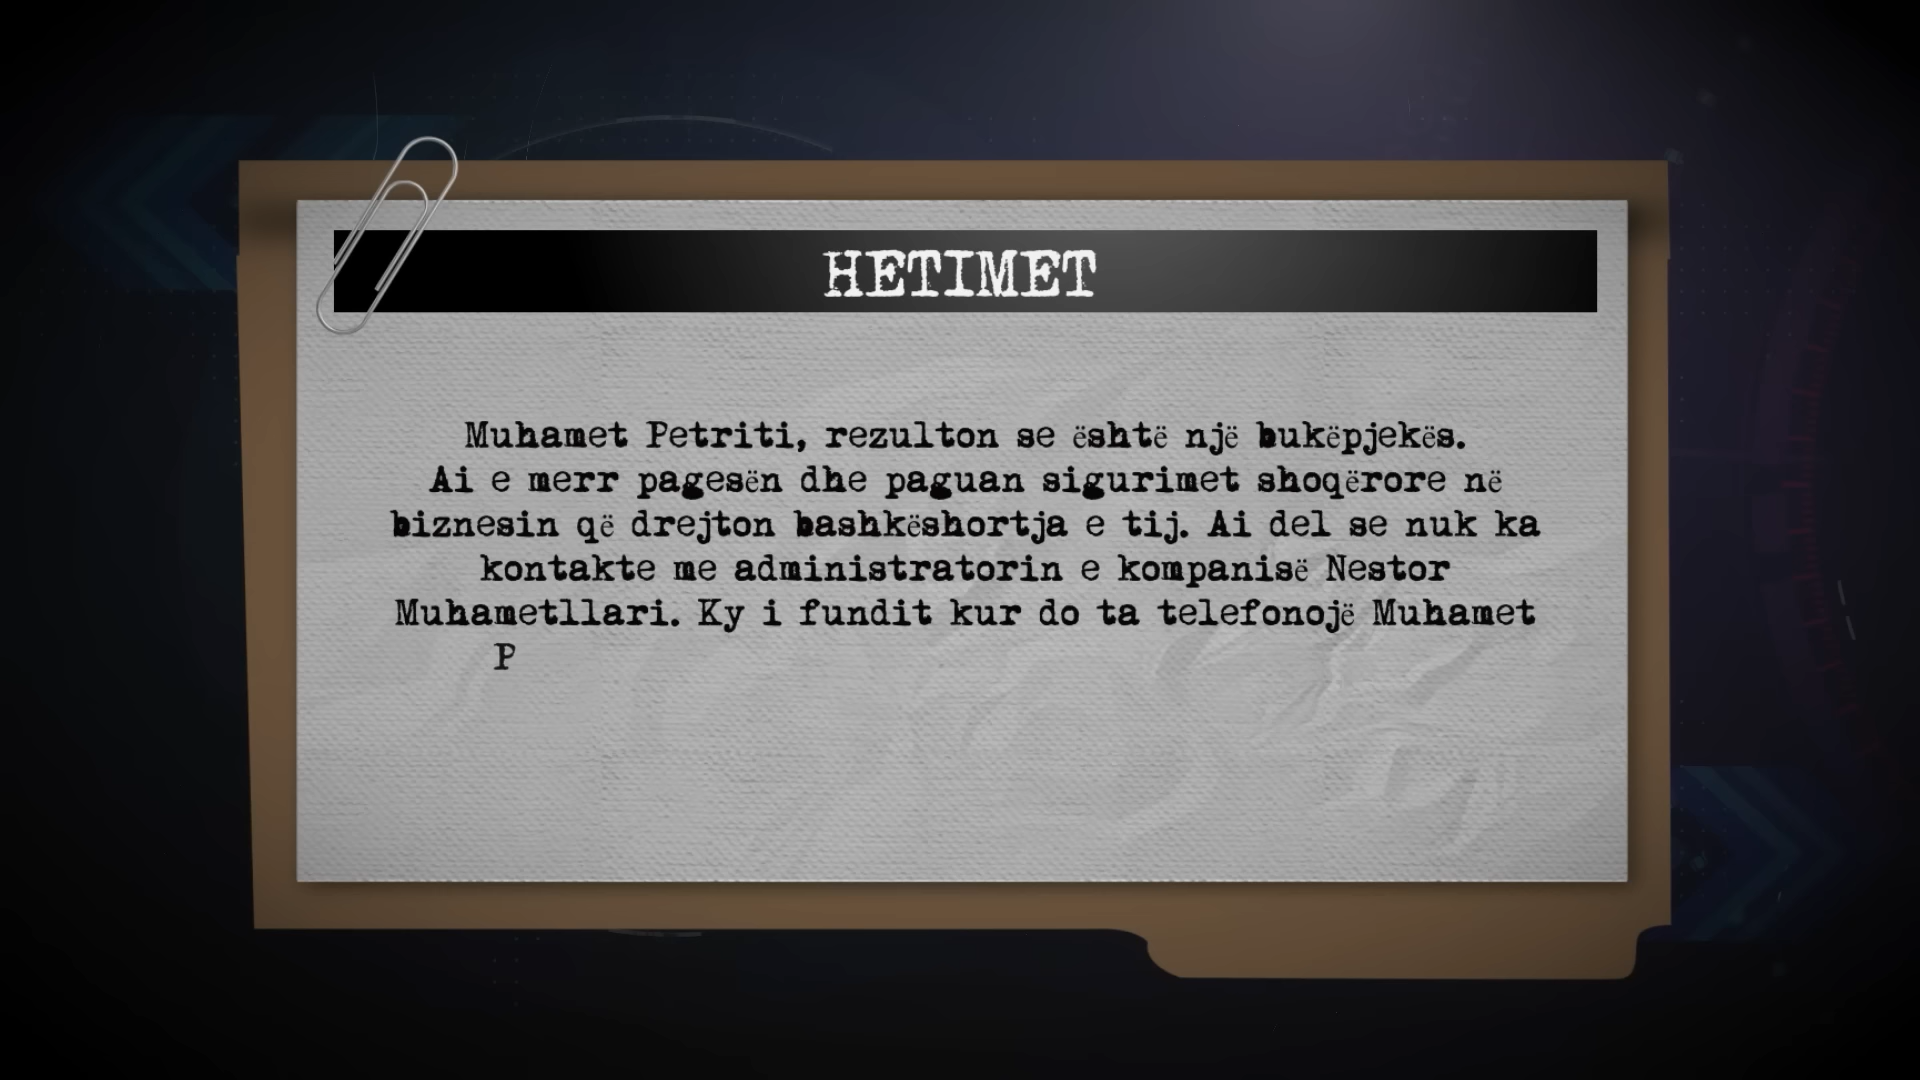 HETIMET
Muhamet Petriti, rezulton se është një bukëpjekës.
Ai e merr pagesën dhe paguan sigurimet shoqërore në
biznesin që drejton bashkëshortja e tij. Ai del se nuk ka
kontakte me administratorin e kompanisë Nestor
Muhametllari. Ky i fundit kur do ta telefonojë Muhamet
P